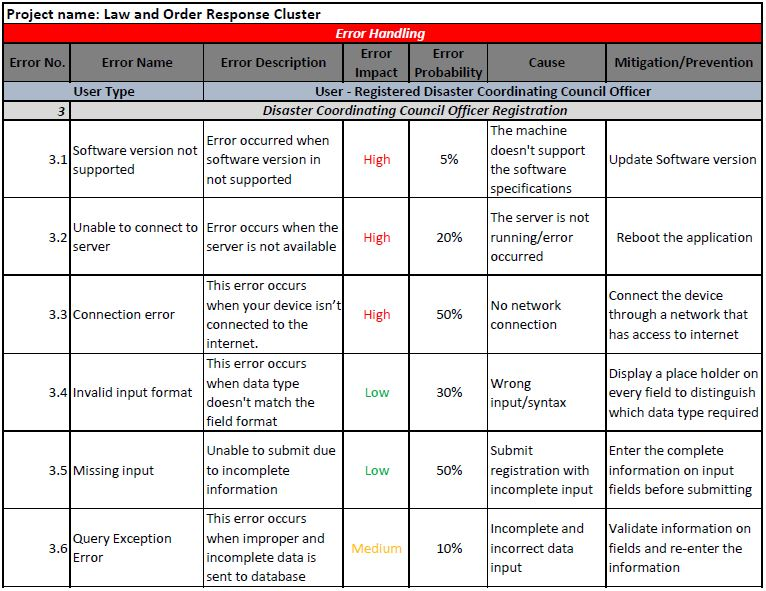 Project name: Law and Order Response Cluster
Error Handling
Error No.
Error Name
Error Description
Error
Impact
Error
Probability
Cause
Mitigation/Prevention
User Type
User - Registered Disaster Coordinating Council Officer
3
Disaster Coordinating Council Officer Registration
3.1
Software version not
supported
Error occurred when
software version in
not supported
High
5%
The machine
doesn't support
the software
specifications
Update Software version
3.2
Unable to connect to
server
Error occurs when the
server is not available
High
20%
The server is not
running/error
occurred
Reboot the application
3.3
Connection error
This error occurs
when your device isn’t
connected to the
internet.
High
50%
No network
connection
Connect the device
through a network that
has access to internet
3.4
Invalid input format
This error occurs
when data type
doesn't match the
field format
Low
30%
Wrong
input/syntax
Display a place holder on
every field to distinguish
which data type required
3.5
Missing input
Unable to submit due
to incomplete
information
Low
50%
Submit
registration with
incomplete input
Enter the complete
information on input
fields before submitting
3.6
Query Exception
Error
This error occurs
when improper and
incomplete data is
sent to database
Medium
10%
Incomplete and
incorrect data
input
Validate information on
fields and re-enter the
information